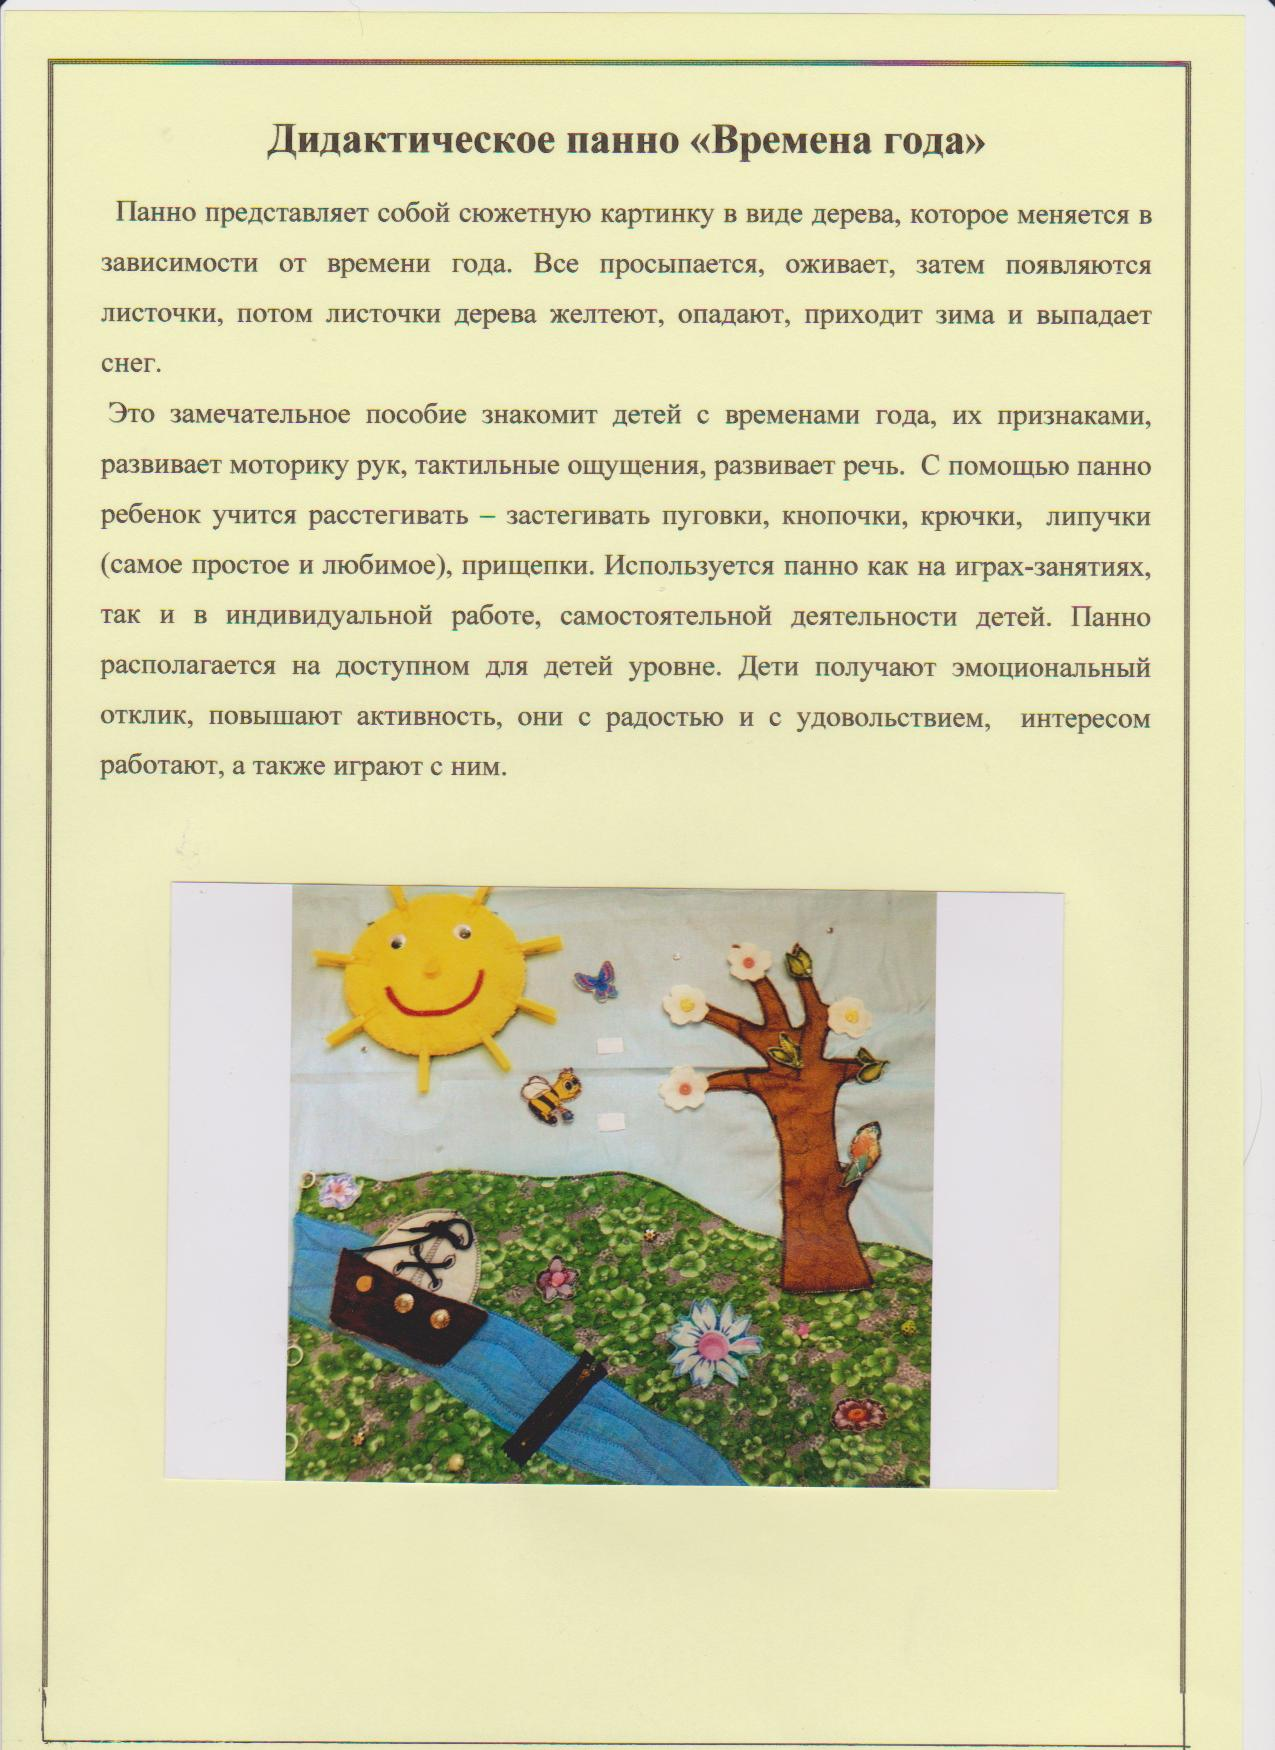 Дидактическое панно «Времена года»
Панно представляет собой сюжетную картинку в виде дерева, которое меняется в
зависимости от времени года. Все просыпается, оживает, затем появляются
листочки, потом листочки дерева желтеют, опадают, приходит зима и выпадает
снег.
Это замечательное пособие знакомит детей с временами года, их признаками,
развивает моторику рук, тактильные ощущения, развивает речь. С помощью панно
ребенок учится расстегивать – застегивать пуговки, кнопочки, крючки, липучки
(самое простое и любимое), прищепки. Используется панно как на играх-занятиях,
так и в индивидуальной работе, самостоятельной деятельности детей. Панно
располагается на доступном для детей уровне. Дети получают эмоциональный
отклик, повышают активность, они с радостью и с удовольствием, интересом
работают, а также играют с ним.